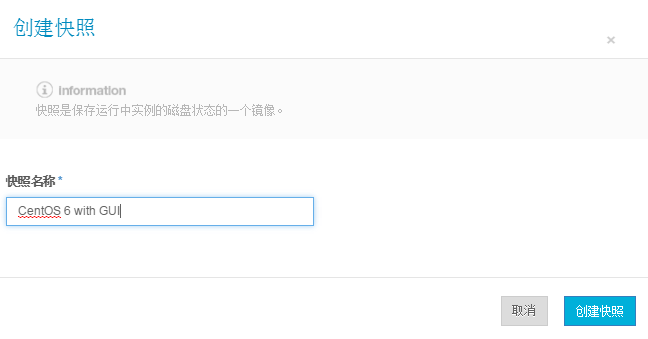 创建快照
×
Information
快照是保存运行中实例的磁盘状态的一个镜像。
快照名称 *
CentOS 6 with GUI
取消 创建快照